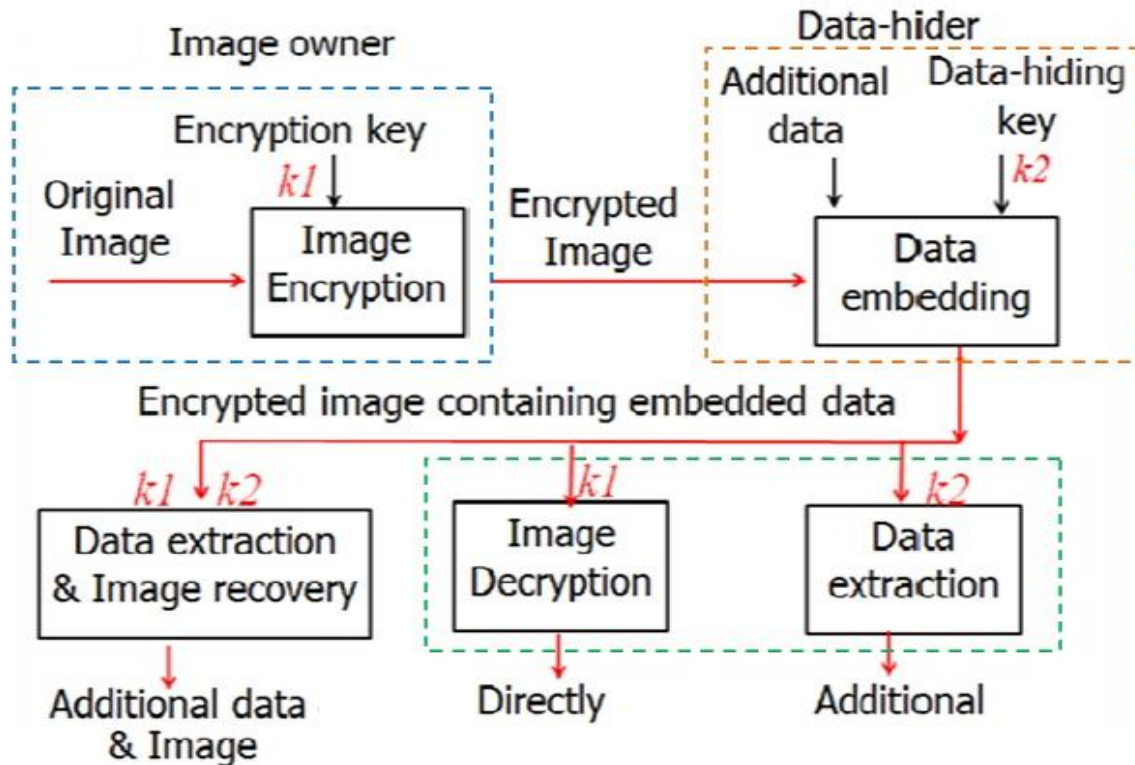 Image owner
Data-hider
Encryption key
k1
Original
Image
Image
Encryption
Encrypted
Image
Additional
data
Data-hiding
key
k2
Data
embedding
Encrypted image containing embedded data
k1 k2
Data extraction
& Image recovery
k1
Image
Decryption
k2
Data
extraction
Additional data
& Image
Directly
Additional